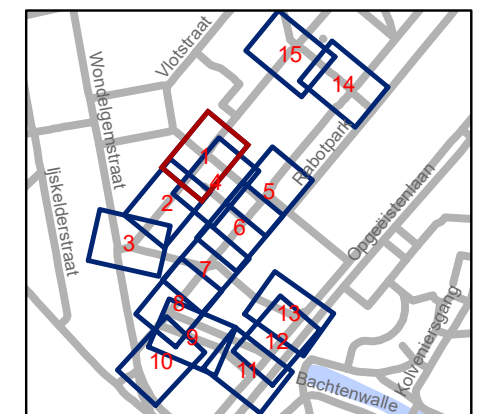 15
Vlotstraat
14
Wondelgemstraat
Rabotpark
1
4
5
2
Ijskelderstraat
Opgeëistenlaan
6
3
7
8
13
9
12
10
11
Kolveniersgang
Bachtenwalle